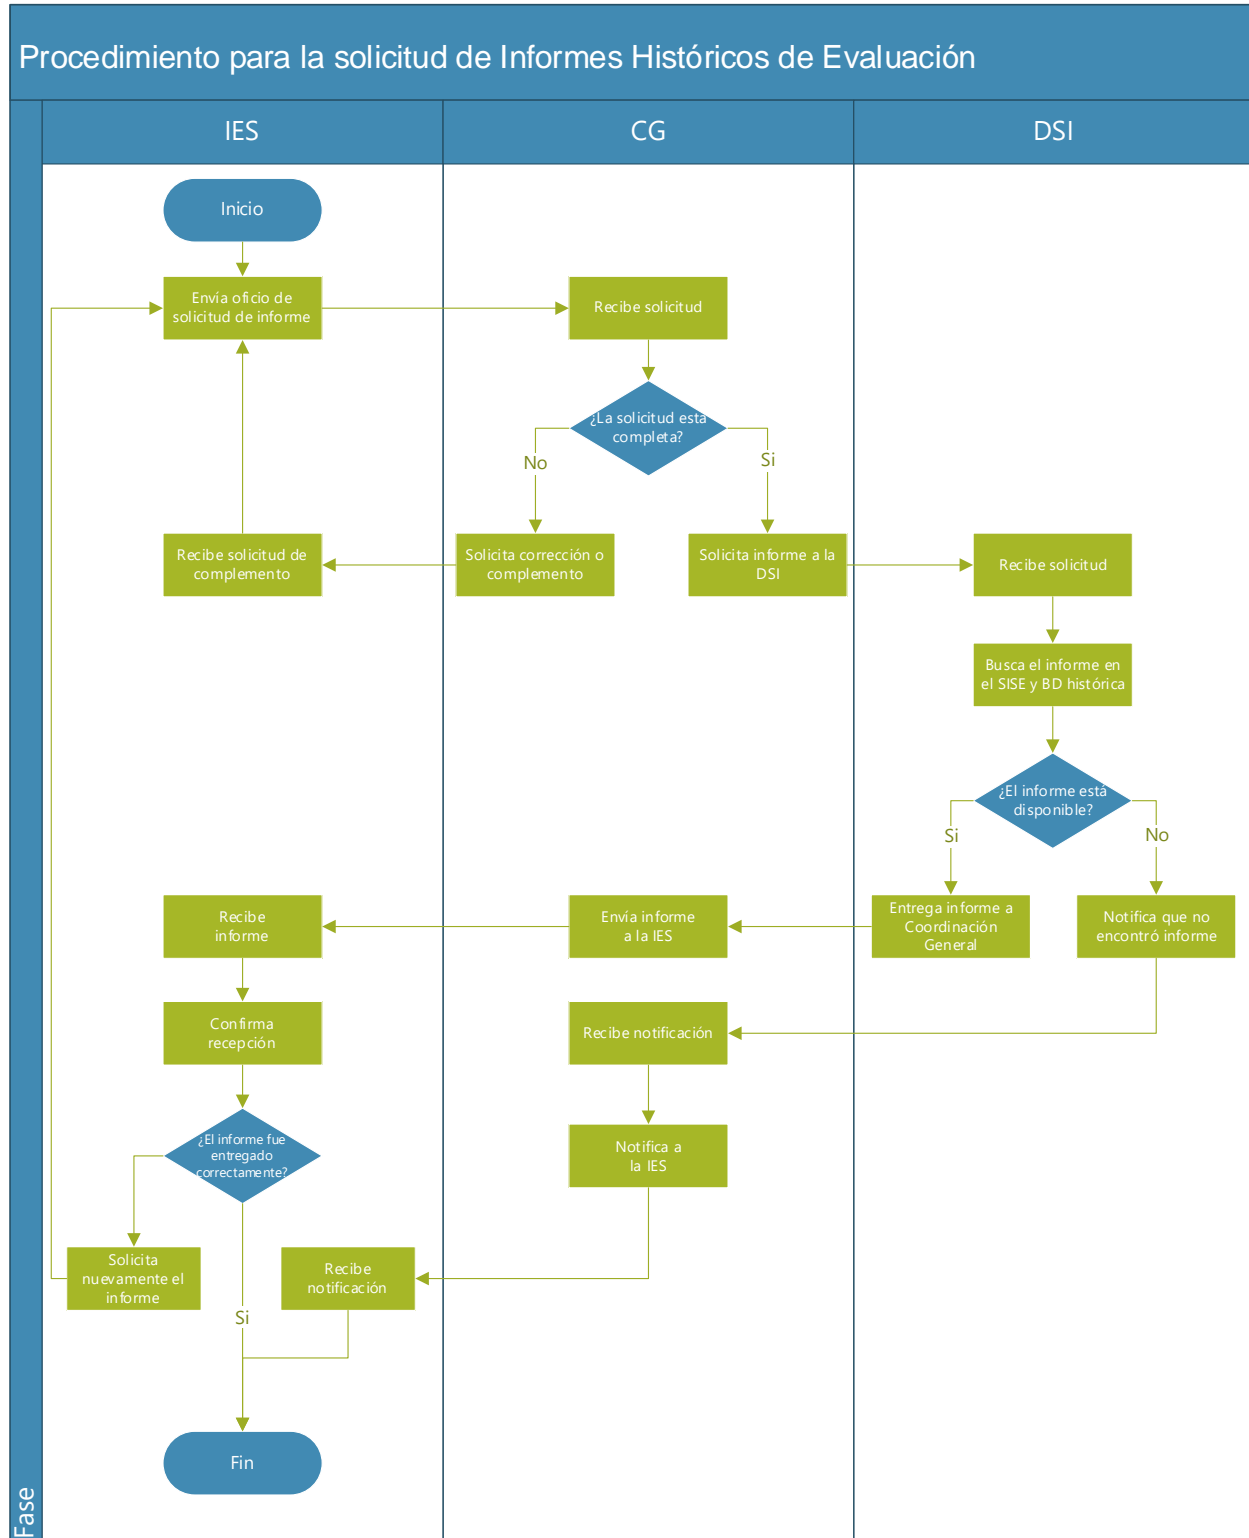 Procedimiento para la solicitud de Informes Históricos de Evaluación
IES
CG
DSI
Inicio
Envía oficio de
solicitud de informe
Recibe solicitud
¿La solicitud está
completa?
No
Si
Recibe solicitud de
complemento
Solicita corrección o
complemento
Solicita informe a la
DSI
Recibe solicitud
Busca el informe en
el SISE y BD histórica
¿El informe está
disponible?
Si
No
Recibe
informe
Envía informe
a la IES
Entrega informe a
Coordinación
General
Notifica que no
encontró informe
Confirma
recepción
Recibe notificación
¿El informe fue
entregado
correctamente?
Notifica a
la IES
Solicita
nuevamente el
informe
Recibe
notificación
Si
Fin
Fase